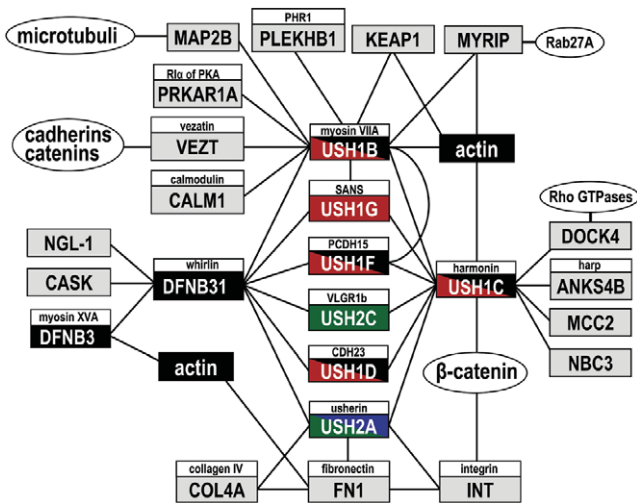 PHR1
microtubuli
MAP2B
PLEKHB1
KEAP1
MYRIP
Rab27A
RIα of PKA
PRKAR1A
cadherins
catenins
vezatin
VEZT
myosin VIIA
USH1B
actin
calmodulin
CALM1
SANS
USH1G
Rho GTPases
DOCK4
NGL-1
PCDH15
USH1F
whirlin
DFNB31
harmonin
USH1C
harp
ANKS4B
CASK
VLGR1b
USH2C
myosin XVA
DFNB3
MCC2
CDH23
USH1D
actin
β-catenin
NBC3
usherin
USH2A
collagen IV
COL4A
fibronectin
FN1
integrin
INT